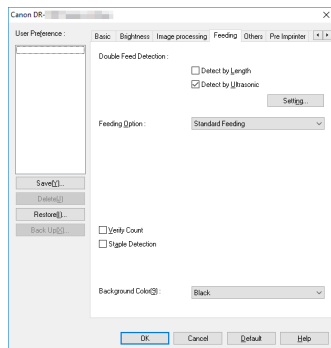 Canon DR-
User Preference :
Basic Brightness Image processing Feeding Others Pre Imprinter
Double Feed Detection :
Detect by Length
Detect by Ultrasonic
Setting...
Feeding Option : Standard Feeding
Save(Y)...
Delete(J)
Restore(I)...
Back Up(X)...
Verify Count
Staple Detection
Background Color(9) : Black
OK Cancel Default Help